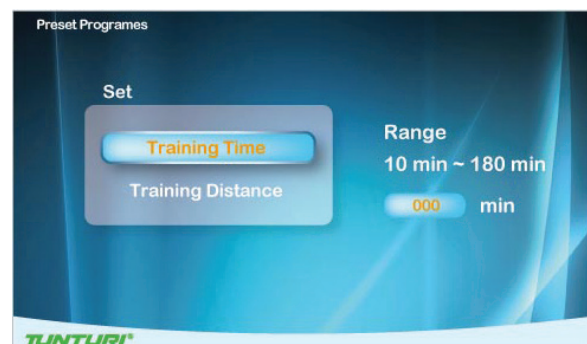 Preset Programes
Set
Training Time
Training Distance
Range
10 min ~ 180 min
000 min
TUNTURI®